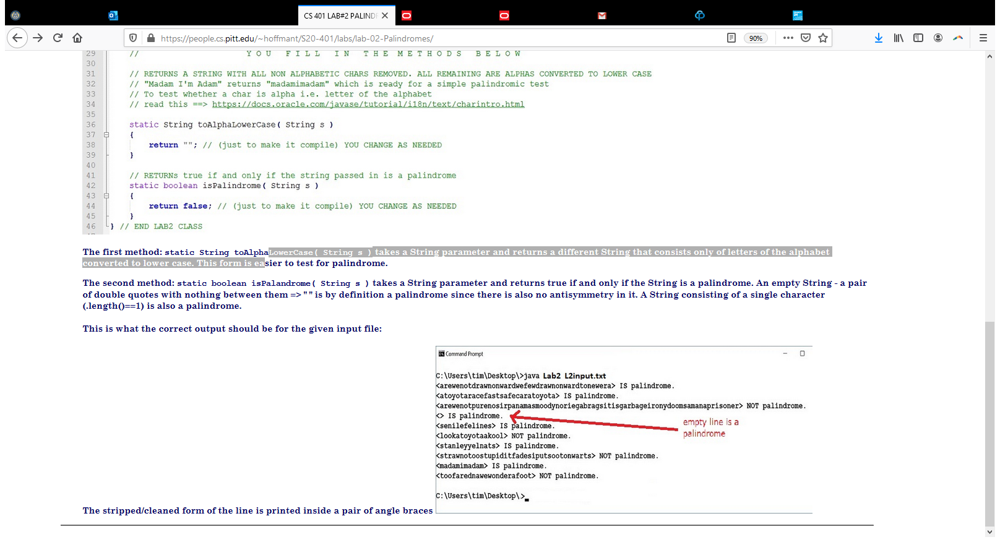 CS 401 LAB#2 PALIND
https://people.cs.pitt.edu/~hoffmant/S20-401/labs/lab-02-Palindromes/
90%
29 // Y O U F I L L I N T H E M E T H O D S B E L O W
30
31 // RETURNS A STRING WITH ALL NON ALPHABETIC CHARS REMOVED. ALL REMAINING ARE ALPHAS CONVERTED TO LOWER CASE
32 // "Madam I'm Adam" returns "madamimadam" which is ready for a simple palindromic test
33 // To test whether a char is alpha i.e. letter of the alphabet
34 // read this ==> https://docs.oracle.com/javase/tutorial/i18n/text/charintro.html
35
36 static String toAlphaLowerCase( String s )
37 {
38 return ""; // (just to make it compile) YOU CHANGE AS NEEDED
39 }
40
41 // RETURNs true if and only if the string passed in is a palindrome
42 static boolean isPalindrome( String s )
43 {
44 return false; // (just to make it compile) YOU CHANGE AS NEEDED
45 }
46 } // END LAB2 CLASS
The first method: static String toAlphaLowerCase( String s ) takes a String parameter and returns a different String that consists only of letters of the alphabet
converted to lower case. This form is easier to test for palindrome.
The second method: static boolean isPalandrome( String s ) takes a String parameter and returns true if and only if the String is a palindrome. An empty String - a pair
of double quotes with nothing between them => "" is by definition a palindrome since there is also no antisymmetry in it. A String consisting of a single character
(.length()==1) is also a palindrome.
This is what the correct output should be for the given input file:
Command Prompt
C:\Users\tim\Desktop\>java Lab2 L2input.txt
<arewenotdrawnonwardwefewdrawnonwardtonewera> IS palindrome.
<atoyotaracefastsafecaratoyota> IS palindrome.
<arewenotpurenosirpanamasmoodynoriegabragsitisgarbageironydoomsamanaprisoner> NOT palindrome.
<> IS palindrome.
empty line is a
palindrome
<senilefelines> IS palindrome.
<lookatoyotaakool> NOT palindrome.
<stanleyyelnats> IS palindrome.
<strawnotoostupiditfadesiputsootonwarts> NOT palindrome.
<madamimadam> IS palindrome.
<toofarednawewonderafoot> NOT palindrome.
C:\Users\tim\Desktop\>
The stripped/cleaned form of the line is printed inside a pair of angle braces